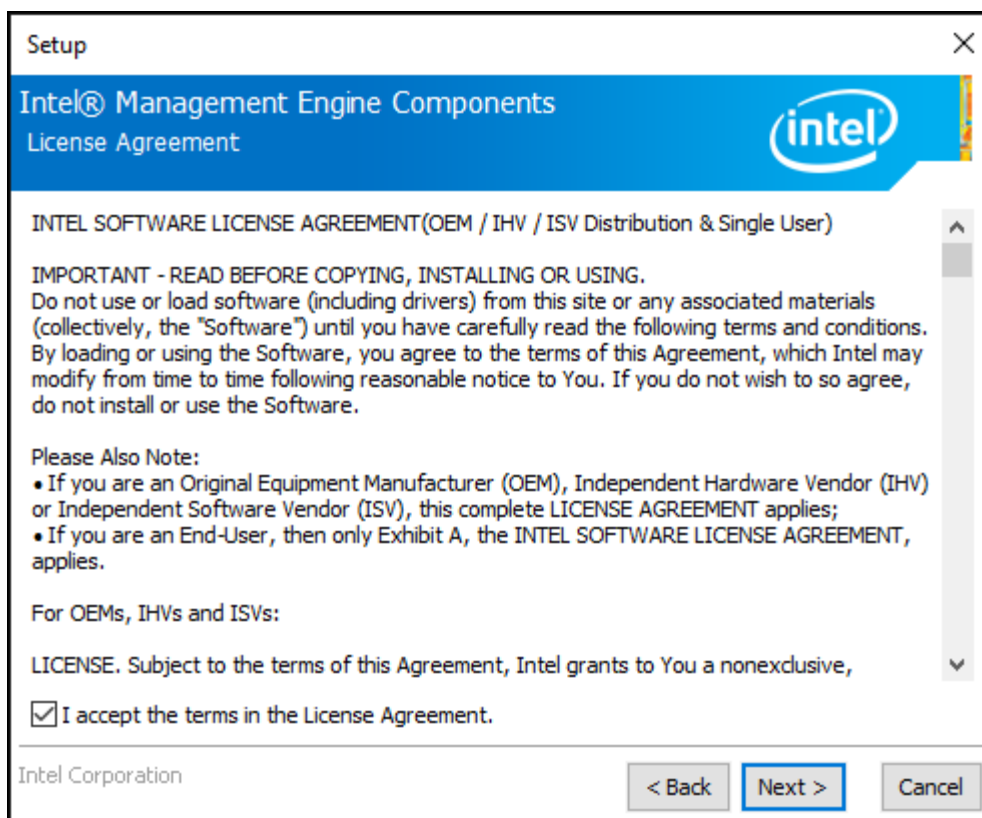 Setup
Intel® Management Engine Components
License Agreement
intel
INTEL SOFTWARE LICENSE AGREEMENT(OEM / IHV / ISV Distribution & Single User)
IMPORTANT - READ BEFORE COPYING, INSTALLING OR USING.
Do not use or load software (including drivers) from this site or any associated materials
(collectively, the "Software") until you have carefully read the following terms and conditions.
By loading or using the Software, you agree to the terms of this Agreement, which Intel may
modify from time to time following reasonable notice to You. If you do not wish to so agree,
do not install or use the Software.
Please Also Note:
• If you are an Original Equipment Manufacturer (OEM), Independent Hardware Vendor (IHV)
or Independent Software Vendor (ISV), this complete LICENSE AGREEMENT applies;
• If you are an End-User, then only Exhibit A, the INTEL SOFTWARE LICENSE AGREEMENT,
applies.
For OEMs, IHVs and ISVs:
LICENSE. Subject to the terms of this Agreement, Intel grants to You a nonexclusive,
I accept the terms in the License Agreement.
Intel Corporation
< Back Next > Cancel